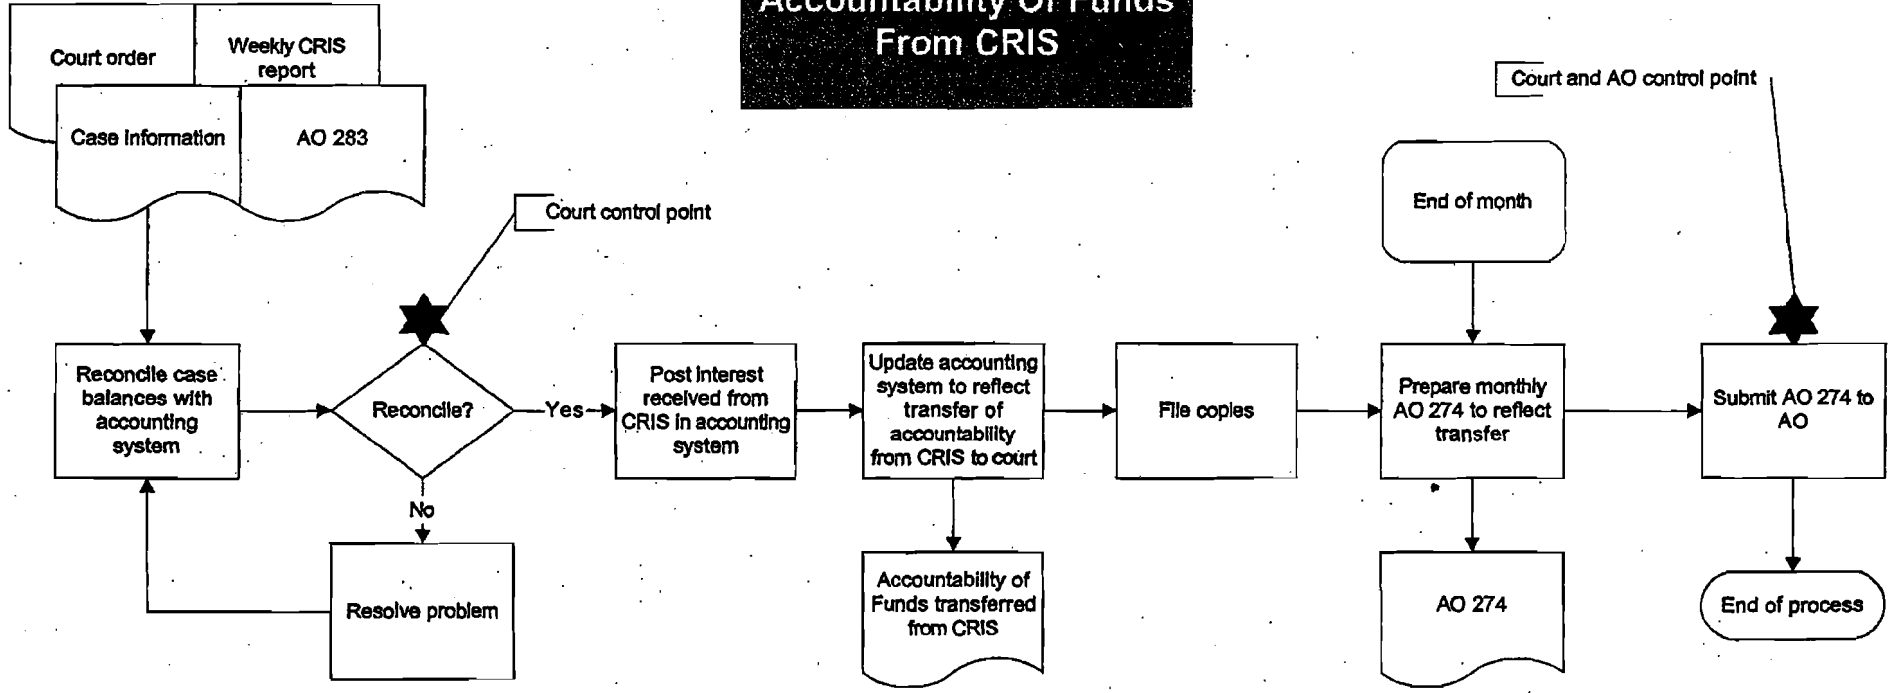 Accountability Of Funds
From CRIS
Court order
Weekly CRIS
report
Case Information
AO 283
Court and AO control point
Court control point
End of month
Reconcile case
balances with
accounting
system
Reconcile?
Yes
Post interest
received from
CRIS in accounting
system
Update accounting
system to reflect
transfer of
accountability
from CRIS to court
File copies
Prepare monthly
AO 274 to reflect
transfer
Submit AO 274 to
AO
No
Resolve problem
Accountability of
Funds transferred
from CRIS
AO 274
End of process